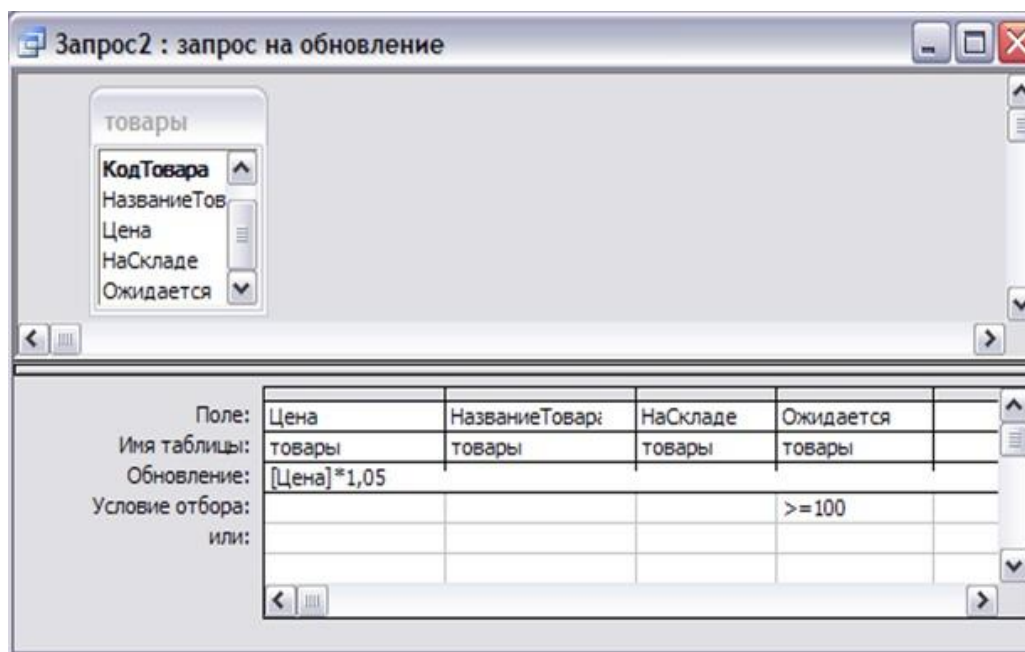 Запрос2 : запрос на обновление
товары
КодТовара
НазваниеТов
Цена
НаСкладе
Ожидается
Поле: Цена НазваниеТовара НаСкладе Ожидается
Имя таблицы: товары товары товары товары
Обновление: [Цена]*1,05
Условие отбора: >=100
или: